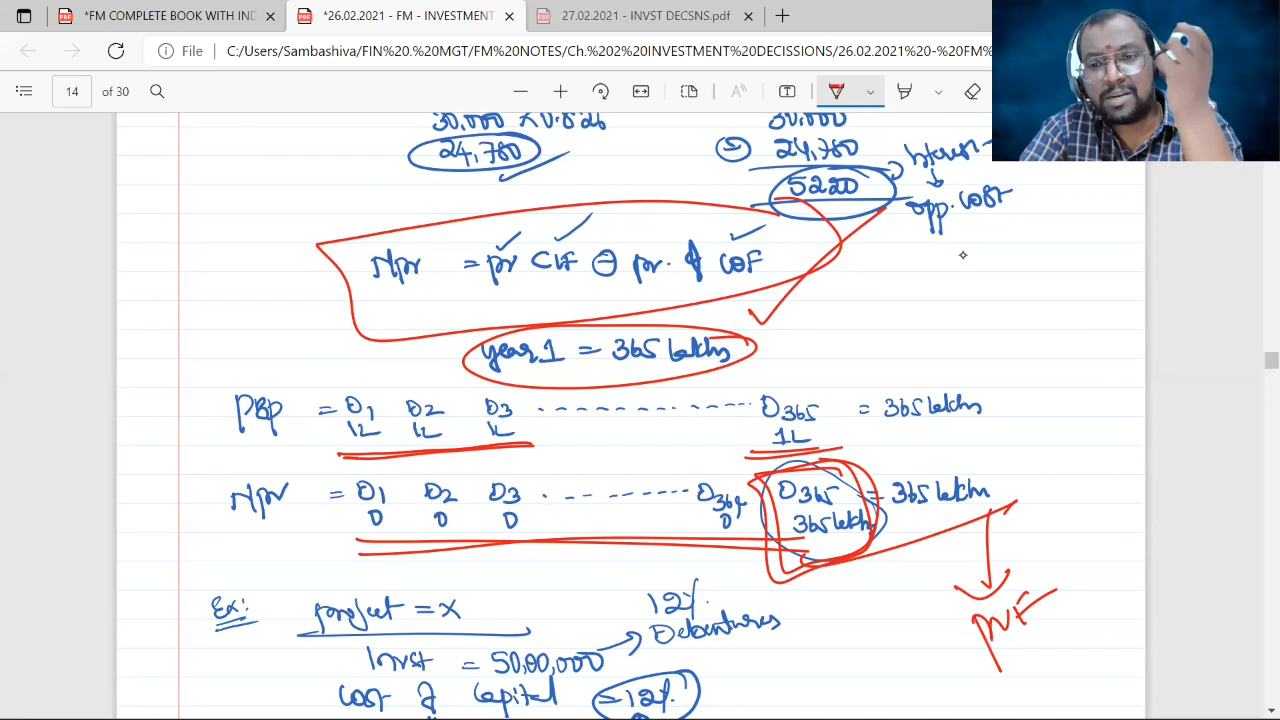 *FM COMPLETE BOOK WITH IND
*26.02.2021 - FM - INVESTMENT
27.02.2021 - INVST DECSNS.pdf
File
C:/Users/Sambashiva/FIN%20.%20MGT/FM%20NOTES/Ch.%202%20INVESTMENT%20DECISSIONS/26.02.2021%20-%20FM%
14 of 30
30,000 X0.826
24,780
30,000
24,780
5220
Interest
opp. cost
Npv = pv CIF - pv. of COF
year 1 = 365 lakhs
PBP = D1 D2 D3 D365 = 365 lakhs
1L 1L 1L 1L
Npv = D1 D2 D3 D364 D365 = 365 lakhs
0 0 0 0 365 lakhs
PVF
Ex: project = X
12%. Debentures
Invst = 50,00,000
Cost of Capital = 12%.